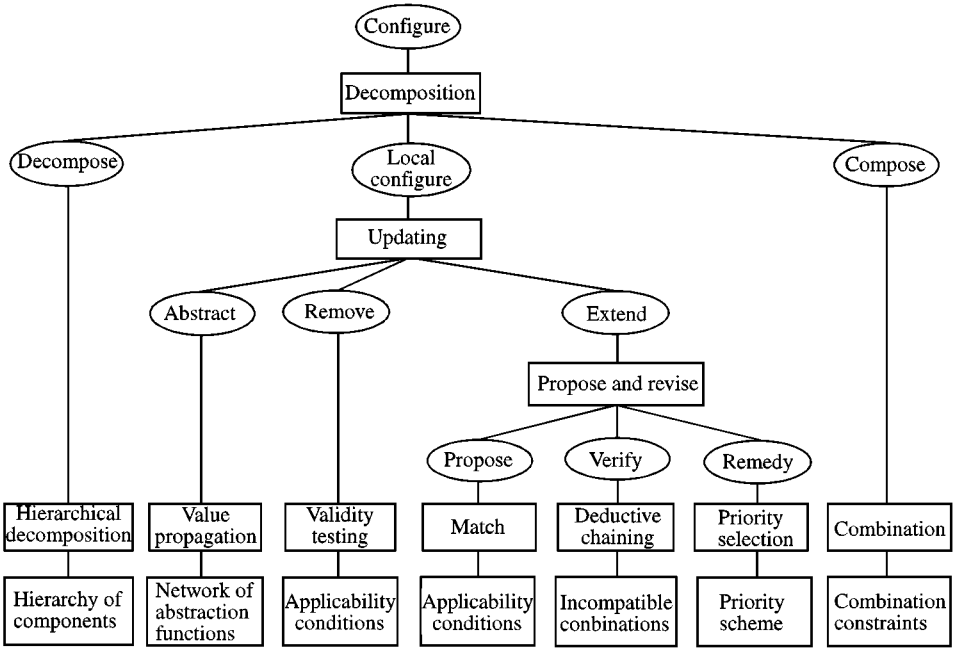 Configure
Decomposition
Decompose
Local
configure
Compose
Updating
Abstract
Remove
Extend
Propose and revise
Propose
Verify
Remedy
Hierarchical
decomposition
Value
propagation
Validity
testing
Match
Deductive
chaining
Priority
selection
Combination
Hierarchy of
components
Network of
abstraction
functions
Applicability
conditions
Applicability
conditions
Incompatible
conbinations
Priority
scheme
Combination
constraints